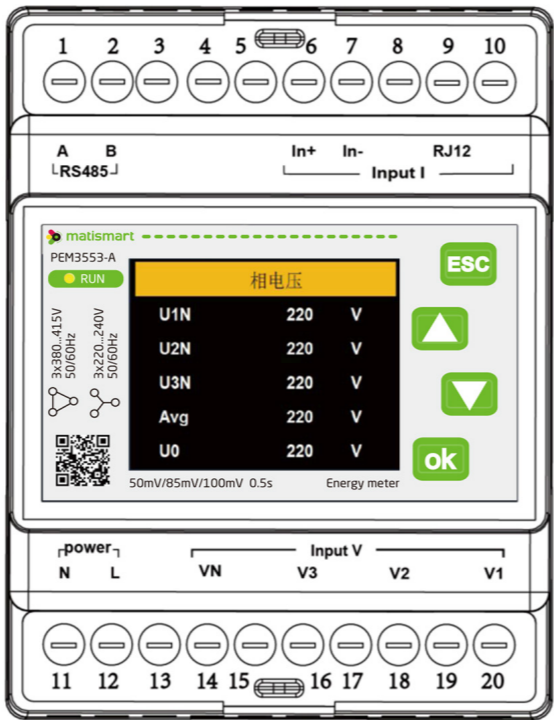 1 2 3 4 5 6 7 8 9 10
A B In+ In- RJ12
RS485 Input I
matismart
PEM3553-A
RUN
3x380...415V
50/60Hz
3x220...240V
50/60Hz
相电压
U1N 220 V
U2N 220 V
U3N 220 V
Avg 220 V
U0 220 V
ESC
ok
50mV/85mV/100mV 0.5s Energy meter
power Input V
N L VN V3 V2 V1
11 12 13 14 15 16 17 18 19 20